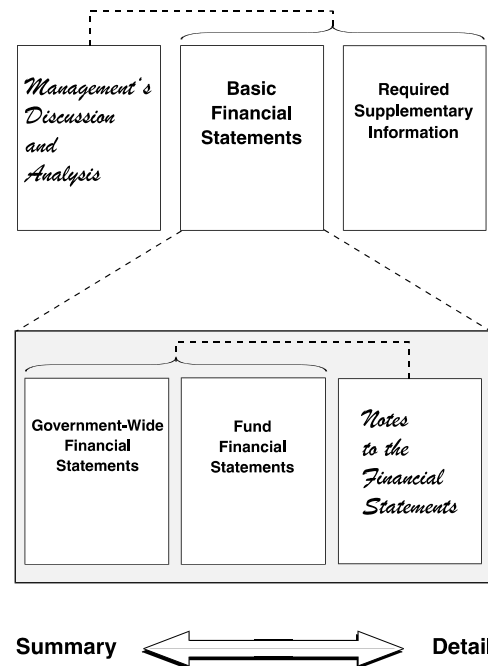 Management's
Discussion
and
Analysis
Basic
Financial
Statements
Required
Supplementary
Information
Government-Wide
Financial
Statements
Fund
Financial
Statements
Notes
to the
Financial
Statements
Summary
Detail